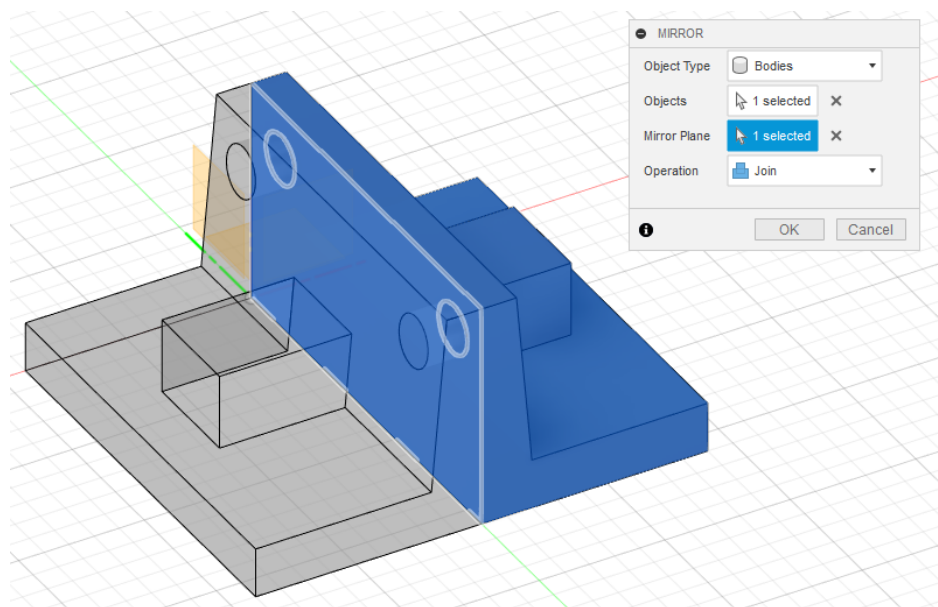 MIRROR
Object Type Bodies
Objects 1 selected
Mirror Plane 1 selected
Operation Join
OK Cancel